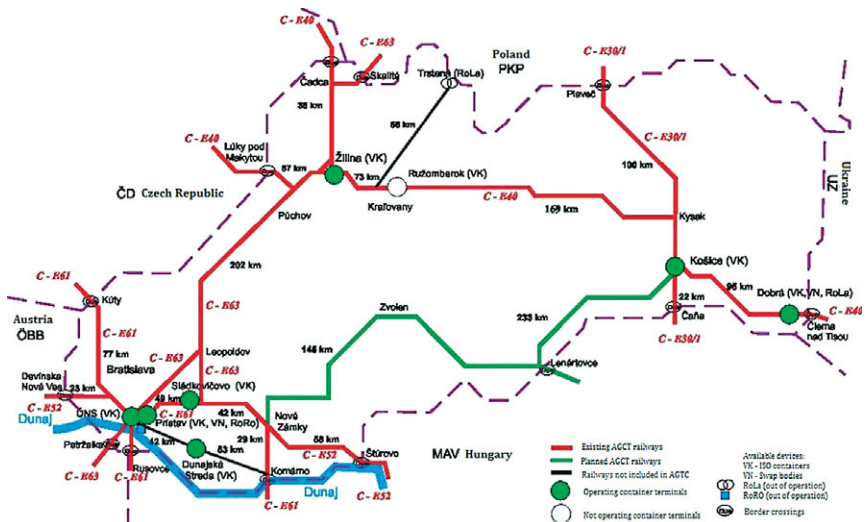 C - E40
C - E63
Poland
PKP
C - E30/1
Čadca
Skalité
Trstená (RoLa)
Plaveč
38 km
56 km
C - E40
Lúky pod
Makytou
C - E30/1
67 km
Žilina (VK)
106 km
ČD Czech Republic
73 km
Ružomberok (VK)
Ukraine
UZ
Kraľovany
C - E40
169 km
Púchov
Kysak
202 km
Košice (VK)
C - E61
96 km
Dobrá (VK,VN, RoLa)
Kúty
C - E63
Zvolen
22 km
C - E40
Austria
ÖBB
C - E61
233 km
Čaňa
Čierna
nad Tisou
C - E30/1
146 km
77 km
C - E63
Leopoldov
Bratislava
C - E63
Lenártovce
Devínska
Nová Ves
23 km
Sládkovičovo (VK)
49 km
C - E52
ÚNS (VK)
C - E61
42 km
Nové
Zámky
Prístav (VK, VN, RoRo)
Dunaj
29 km
58 km
MAV Hungary
Petržalka
42 km
53 km
C - E52
Štúrovo
Dunajská
Streda (VK)
C - E63
Rusovce
Komárno
Dunaj
C - E61
C - E61
C - E52
Existing AGCT railways
Planned AGCT railways
Railways not included in AGTC
Operating container terminals
Not operating container terminals
Available devices:
VK - ISO containers
VN - Swap bodies
RoLa (out of operation)
RoRO (out of operation)
Border crossings